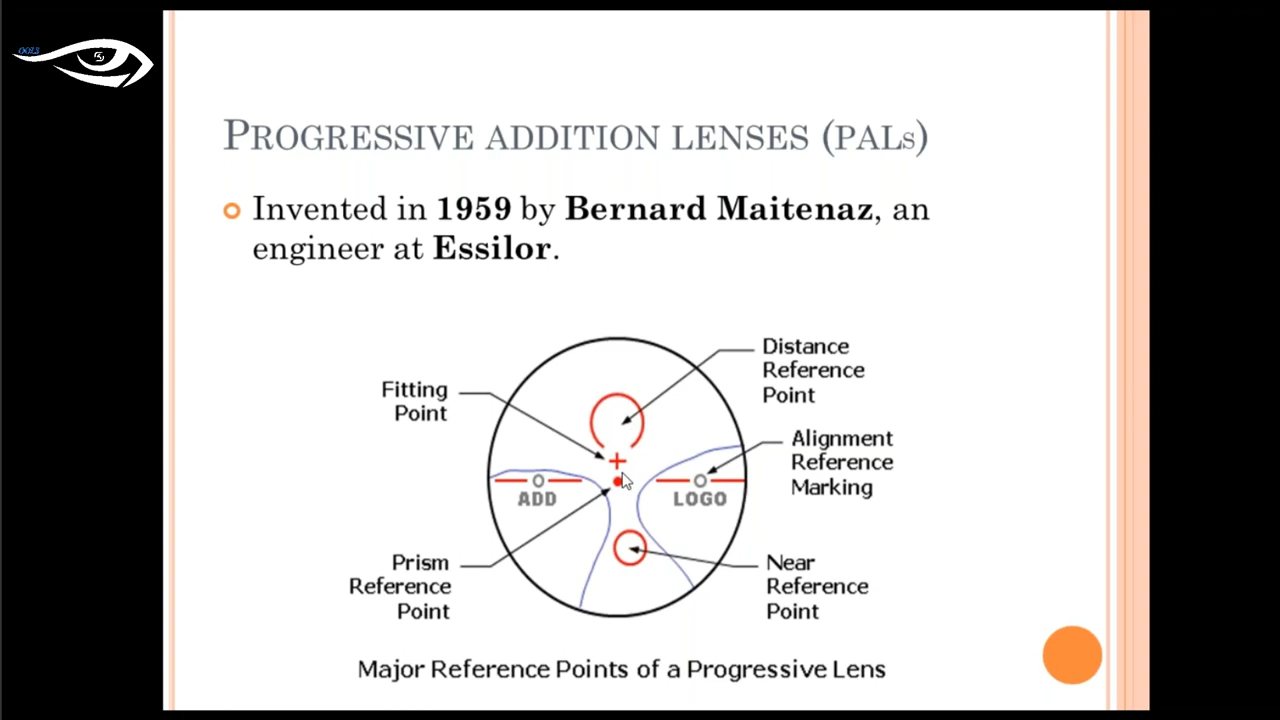 PROGRESSIVE ADDITION LENSES (PALs)
Invented in 1959 by Bernard Maitenaz, an
engineer at Essilor.
Distance
Reference
Point
Fitting
Point
Alignment
Reference
Marking
ADD
LOGO
Prism
Reference
Point
Near
Reference
Point
Major Reference Points of a Progressive Lens